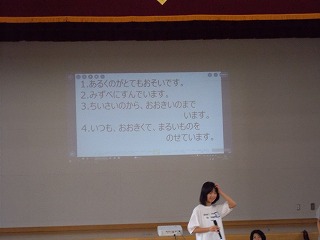 1.あるくのがとてもおそいです。
2.みずべにすんでいます。
3.ちいさいのから、おおきいのまで
います。
4.いつも、おおきくて、まるいものを
のせています。